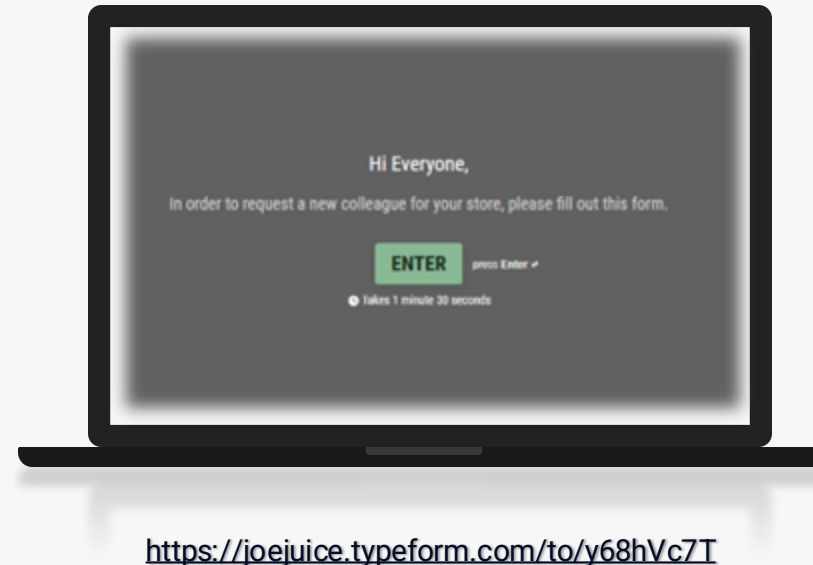 Hi Everyone,
In order to request a new colleague for your store, please fill out this form.
ENTER press Enter ↵
Takes 1 minute 30 seconds
https://joejuice.typeform.com/to/y68hVc7T